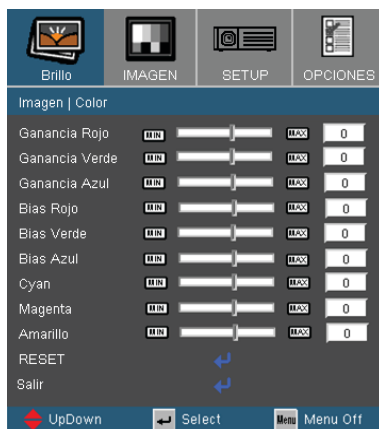 Brillo IMAGEN SETUP OPCIONES
Imagen | Color
Ganancia Rojo MIN MAX 0
Ganancia Verde MIN MAX 0
Ganancia Azul MIN MAX 0
Bias Rojo MIN MAX 0
Bias Verde MIN MAX 0
Bias Azul MIN MAX 0
Cyan MIN MAX 0
Magenta MIN MAX 0
Amarillo MIN MAX 0
RESET
Salir
UpDown Select Menu Menu Off